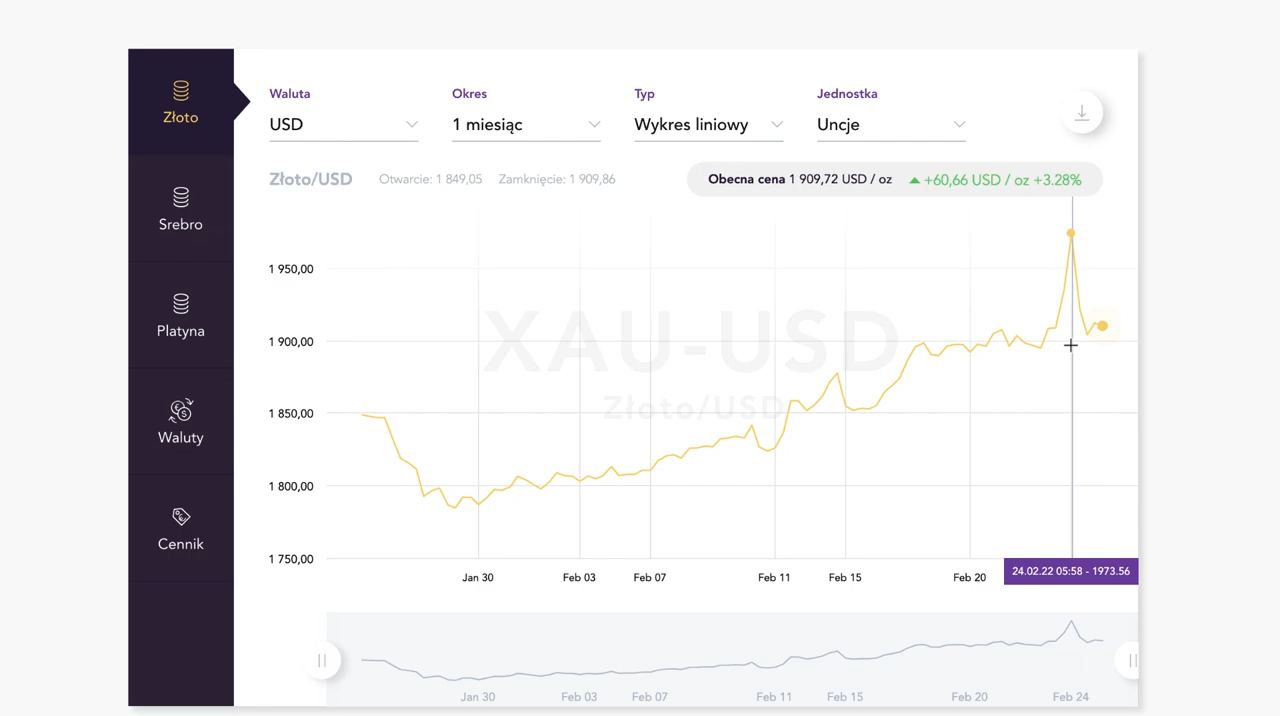 Złoto
Srebro
Platyna
Waluty
Cennik
Waluta Okres Typ Jednostka
USD 1 miesiąc Wykres liniowy Uncje
Złoto/USD Otwarcie: 1 849,05 Zamknięcie: 1 909,86 Obecna cena 1 909,72 USD / oz +60,66 USD / oz +3.28%
1 950,00
XAU-USD
1 900,00
Złoto/USD
1 850,00
1 800,00
1 750,00
Jan 30 Feb 03 Feb 07 Feb 11 Feb 15 Feb 20 24.02.22 05:58 - 1973.56
Jan 30 Feb 03 Feb 07 Feb 11 Feb 15 Feb 20 Feb 24